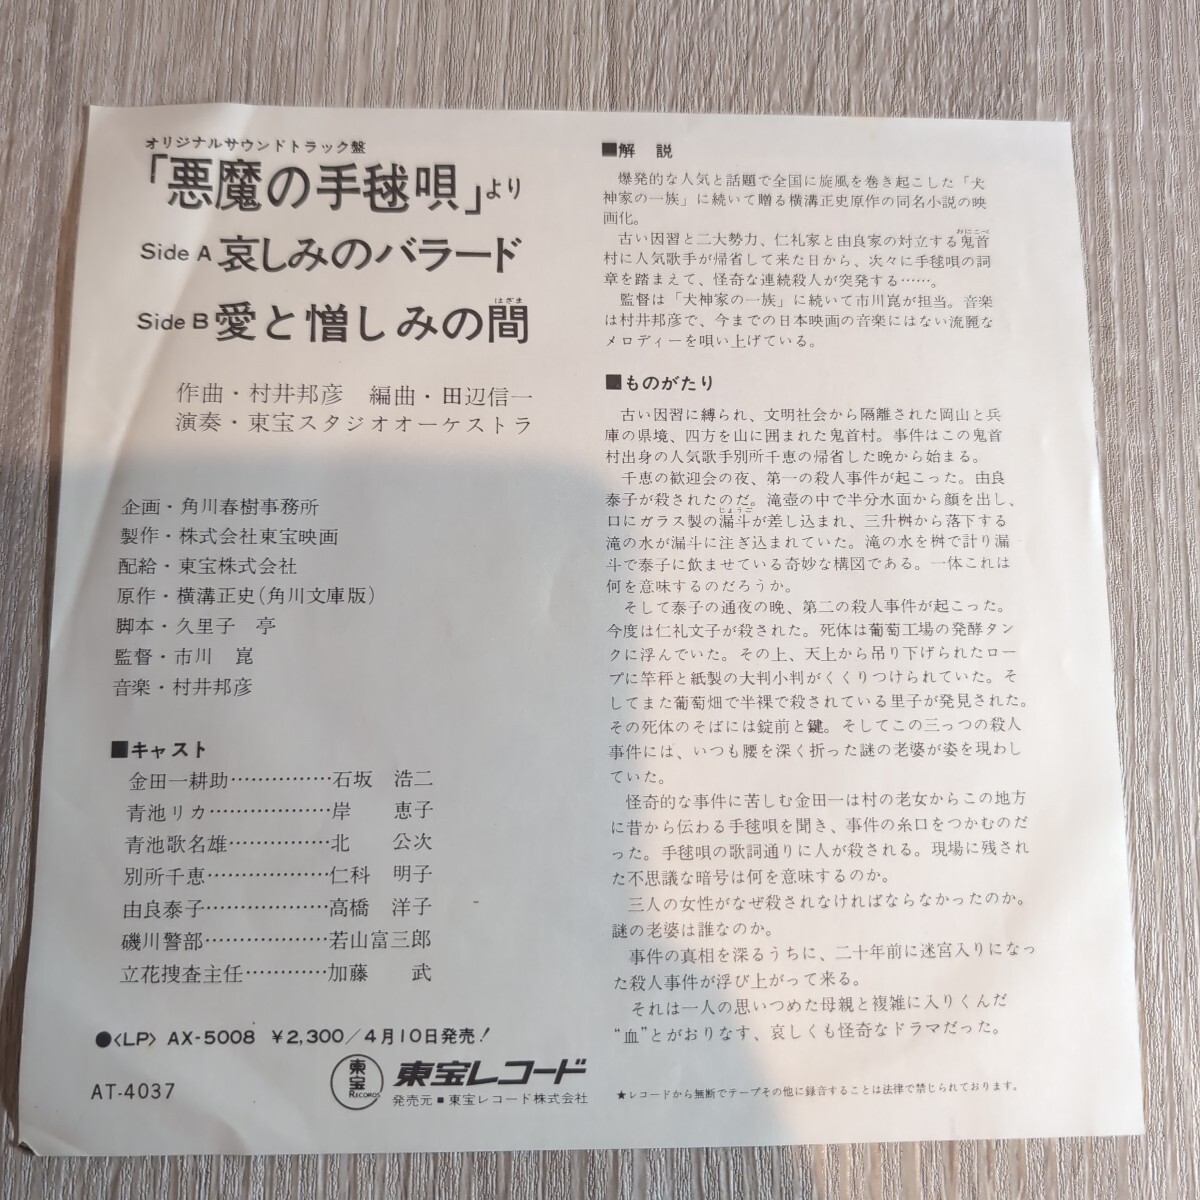 オリジナルサウンドトラック盤
「悪魔の手毬唄」より
Side A 哀しみのバラード
Side B 愛と憎しみの間
はざま
作曲・村井邦彦　編曲・田辺信一
演奏・東宝スタジオオーケストラ
企画・角川春樹事務所
製作・株式会社東宝映画
配給・東宝株式会社
原作・横溝正史(角川文庫版)
脚本・久里子　亭
監督・市川　崑
音楽・村井邦彦
■キャスト
金田一耕助……………石坂　浩二
青池リカ………………岸　　恵子
青池歌名雄……………北　　公次
別所千恵………………仁科　明子
由良泰子………………高橋　洋子
磯川警部………………若山富三郎
立花捜査主任…………加藤　　武
●〈LP〉AX-5008 ¥2,300/4月10日発売!
AT-4037
東宝
RECORDS
東宝レコード
発売元■東宝レコード株式会社
■解　説
爆発的な人気と話題で全国に旋風を巻き起こした「犬
神家の一族」に続いて贈る横溝正史原作の同名小説の映
画化。
おにこべ
古い因習と二大勢力、仁礼家と由良家の対立する鬼首
村に人気歌手が帰省して来た日から、次々に手毬唄の詞
章を踏まえて、怪奇な連続殺人が突発する……。
監督は「犬神家の一族」に続いて市川崑が担当。音楽
は村井邦彦で、今までの日本映画の音楽にはない流麗な
メロディーを唄い上げている。
■ものがたり
古い因習に縛られ、文明社会から隔離された岡山と兵
庫の県境、四方を山に囲まれた鬼首村。事件はこの鬼首
村出身の人気歌手別所千恵の帰省した晩から始まる。
千恵の歓迎会の夜、第一の殺人事件が起こった。由良
泰子が殺されたのだ。滝壺の中で半分水面から顔を出し、
じょうご
口にガラス製の漏斗が差し込まれ、三升桝から落下する
滝の水が漏斗に注ぎ込まれていた。滝の水を桝で計り漏
斗で泰子に飲ませている奇妙な構図である。一体これは
何を意味するのだろうか。
そして泰子の通夜の晩、第二の殺人事件が起こった。
今度は仁礼文子が殺された。死体は葡萄工場の発酵タン
クに浮んでいた。その上、天上から吊り下げられたロー
プに竿秤と紙製の大判小判がくくりつけられていた。そ
してまた葡萄畑で半裸で殺されている里子が発見された。
その死体のそばには錠前と鍵。そしてこの三っつの殺人
事件には、いつも腰を深く折った謎の老婆が姿を現わし
ていた。
怪奇的な事件に苦しむ金田一は村の老女からこの地方
に昔から伝わる手毬唄を聞き、事件の糸口をつかむのだ
った。手毬唄の歌詞通りに人が殺される。現場に残され
た不思議な暗号は何を意味するのか。
三人の女性がなぜ殺されなければならなかったのか。
謎の老婆は誰なのか。
事件の真相を深るうちに、二十年前に迷宮入りになっ
た殺人事件が浮び上がって来る。
それは一人の思いつめた母親と複雑に入りくんだ
“血”とがおりなす、哀しくも怪奇なドラマだった。
★レコードから無断でテープその他に録音することは法律で禁じられております。